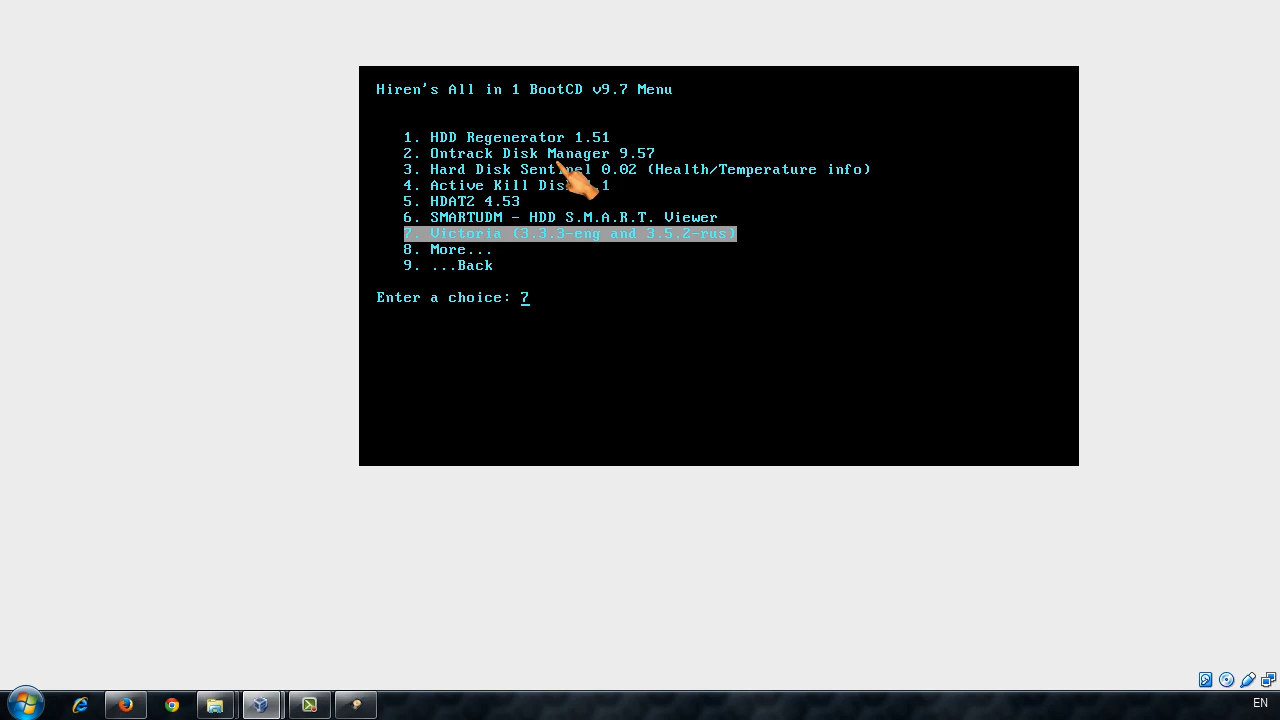 Hiren's All in 1 BootCD v9.7 Menu
1. HDD Regenerator 1.51
2. Ontrack Disk Manager 9.57
3. Hard Disk Sentinel 0.02 (Health/Temperature info)
4. Active Kill 1
5. HDAT2 4.53
6. SMARTUDM - HDD S.M.A.R.T. Viewer
7. Victoria (3.3.3-eng and 3.5.2-rus)
8. More...
9. ...Back
Enter a choice: 7
EN